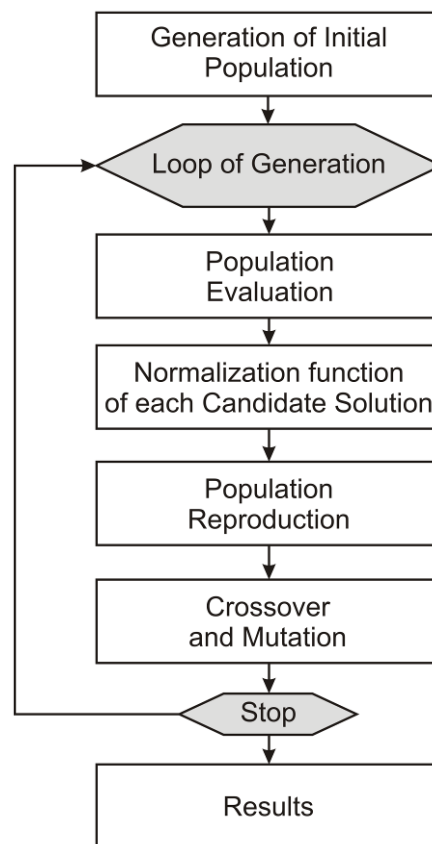 Generation of Initial
Population
Loop of Generation
Population
Evaluation
Normalization function
of each Candidate Solution
Population
Reproduction
Crossover
and Mutation
Stop
Results